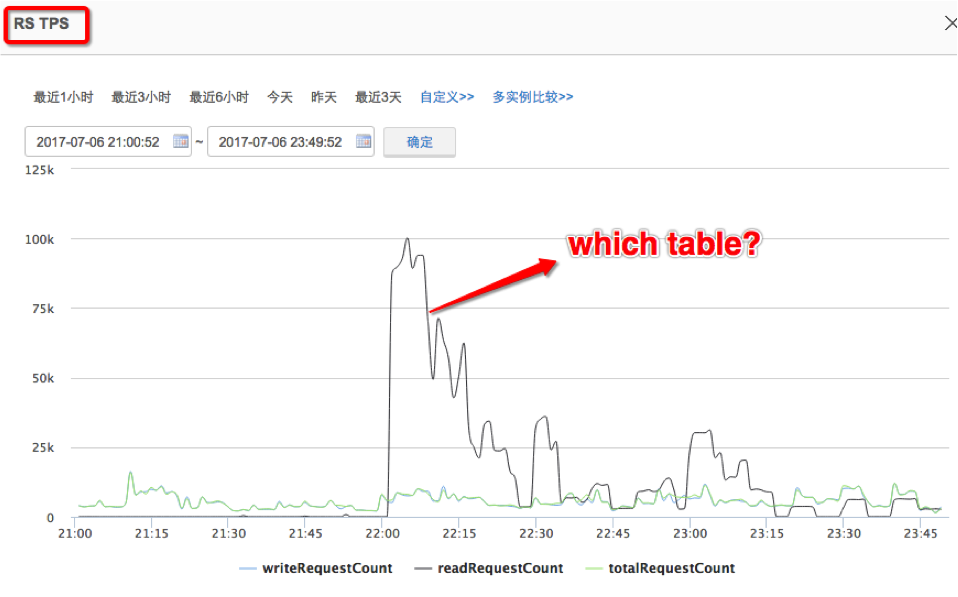 RS TPS
最近1小时 最近3小时 最近6小时 今天 昨天 最近3天 自定义>> 多实例比较>>
2017-07-06 21:00:52 ~ 2017-07-06 23:49:52 确定
125k
100k
which table?
75k
50k
25k
0
21:00 21:15 21:30 21:45 22:00 22:15 22:30 22:45 23:00 23:15 23:30 23:45
writeRequestCount readRequestCount totalRequestCount